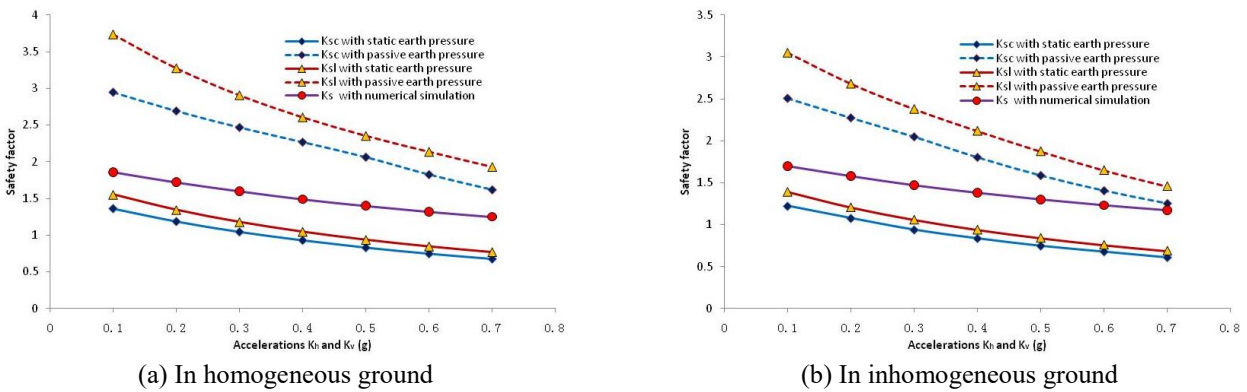 4
3.5
3
2.5
2
1.5
1
0.5
0
Safety factor
Ksc with static earth pressure
Ksc with passive earth pressure
Ksl with static earth pressure
Ksl with passive earth pressure
Ks with numerical simulation
0 0.1 0.2 0.3 0.4 0.5 0.6 0.7 0.8
Accelerations Kh and Kv (g)
(a) In homogeneous ground
3.5
3
2.5
2
1.5
1
0.5
0
Safety factor
Ksc with static earth pressure
Ksc with passive earth pressure
Ksl with static earth pressure
Ksl with passive earth pressure
Ks with numerical simulation
0 0.1 0.2 0.3 0.4 0.5 0.6 0.7 0.8
Accelerations Kh and Kv (g)
(b) In inhomogeneous ground